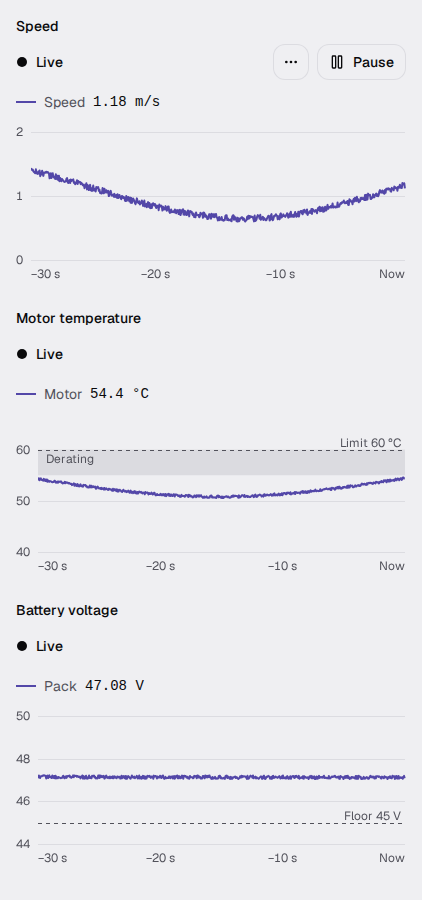 Speed
Live
Pause
Speed 1.18 m/s
2
1
0
−30 s −20 s −10 s Now
Motor temperature
Live
Motor 54.4 °C
Limit 60 °C
60
Derating
50
40
−30 s −20 s −10 s Now
Battery voltage
Live
Pack 47.08 V
50
48
46
Floor 45 V
44
−30 s −20 s −10 s Now